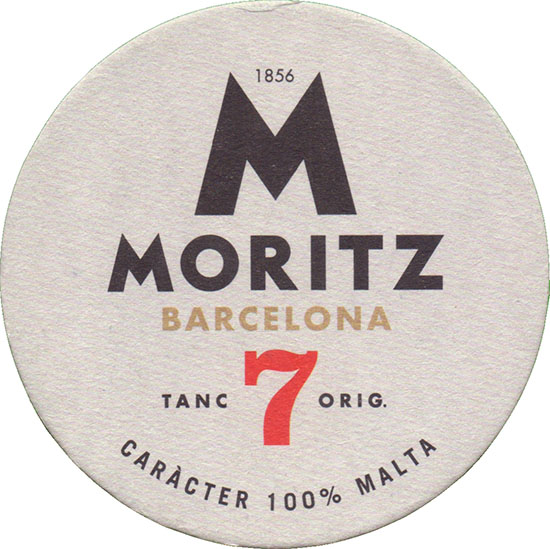 1856
M
MORITZ
BARCELONA
TANC 7 ORIG.
CARÀCTER 100% MALTA